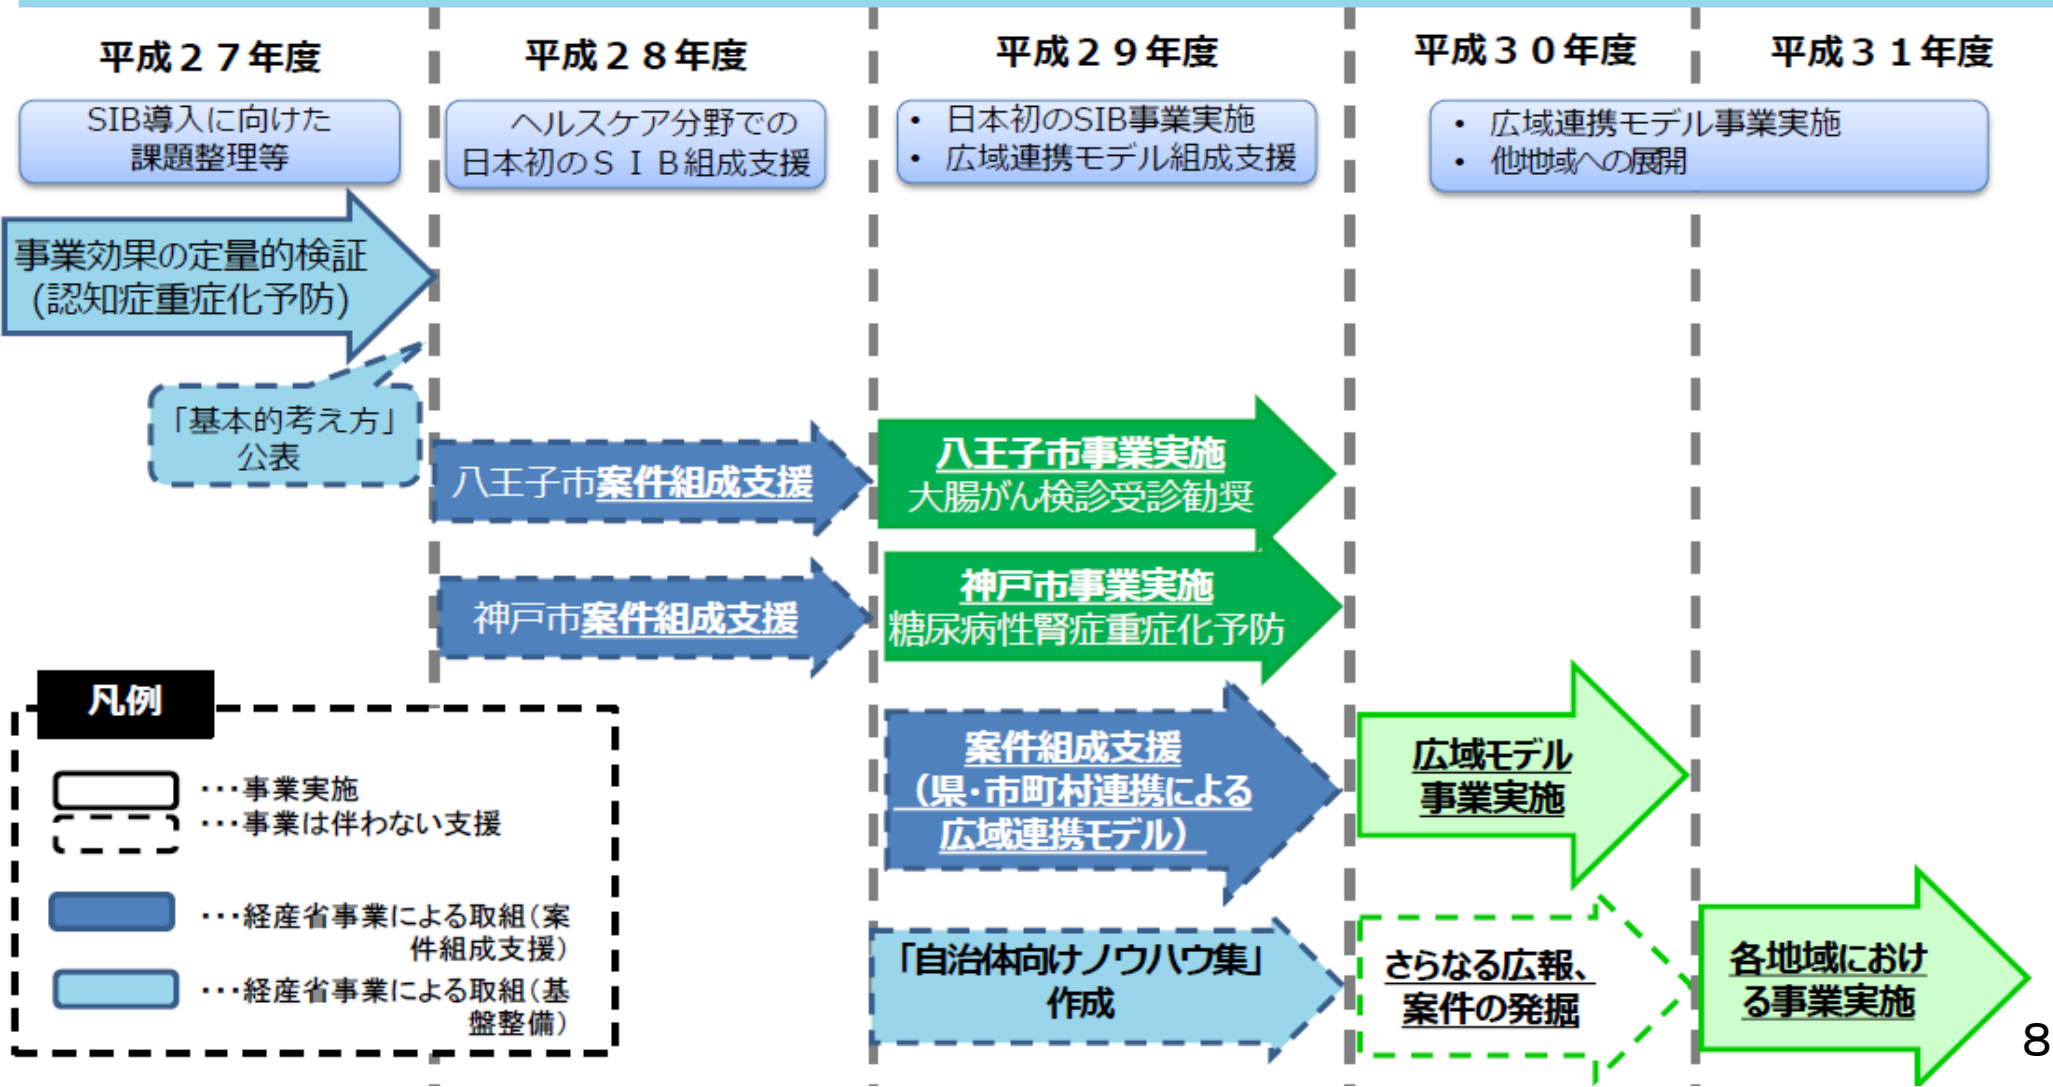 平成２７年度
平成２８年度
平成２９年度
平成３０年度
平成３１年度
SIB導入に向けた
課題整理等
ヘルスケア分野での
日本初のＳＩＢ組成支援
• 日本初のSIB事業実施
• 広域連携モデル組成支援
• 広域連携モデル事業実施
• 他地域への展開
事業効果の定量的検証
(認知症重症化予防)
「基本的考え方」
公表
八王子市案件組成支援
八王子市事業実施
大腸がん検診受診勧奨
神戸市案件組成支援
神戸市事業実施
糖尿病性腎症重症化予防
案件組成支援
（県・市町村連携による
広域連携モデル）
広域モデル
事業実施
「自治体向けノウハウ集」
作成
さらなる広報、
案件の発掘
各地域におけ
る事業実施
凡例
･･･事業実施
･･･事業は伴わない支援
･･･経産省事業による取組（案
件組成支援）
･･･経産省事業による取組（基
盤整備）
8